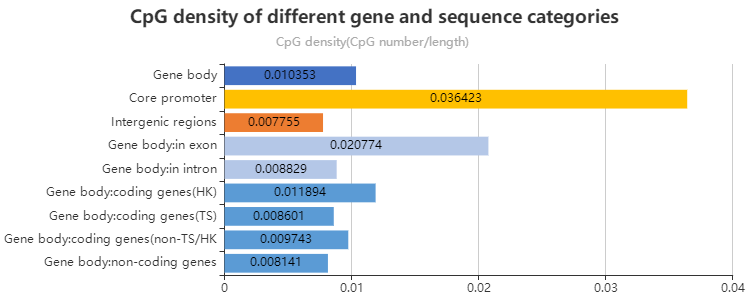 CpG density of different gene and sequence categories
CpG density(CpG number/length)
Gene body 0.010353
Core promoter 0.036423
Intergenic regions 0.007755
Gene body:in exon 0.020774
Gene body:in intron 0.008829
Gene body:coding genes(HK) 0.011894
Gene body:coding genes(TS) 0.008601
Gene body:coding genes(non-TS/HK 0.009743
Gene body:non-coding genes 0.008141
0 0.01 0.02 0.03 0.04